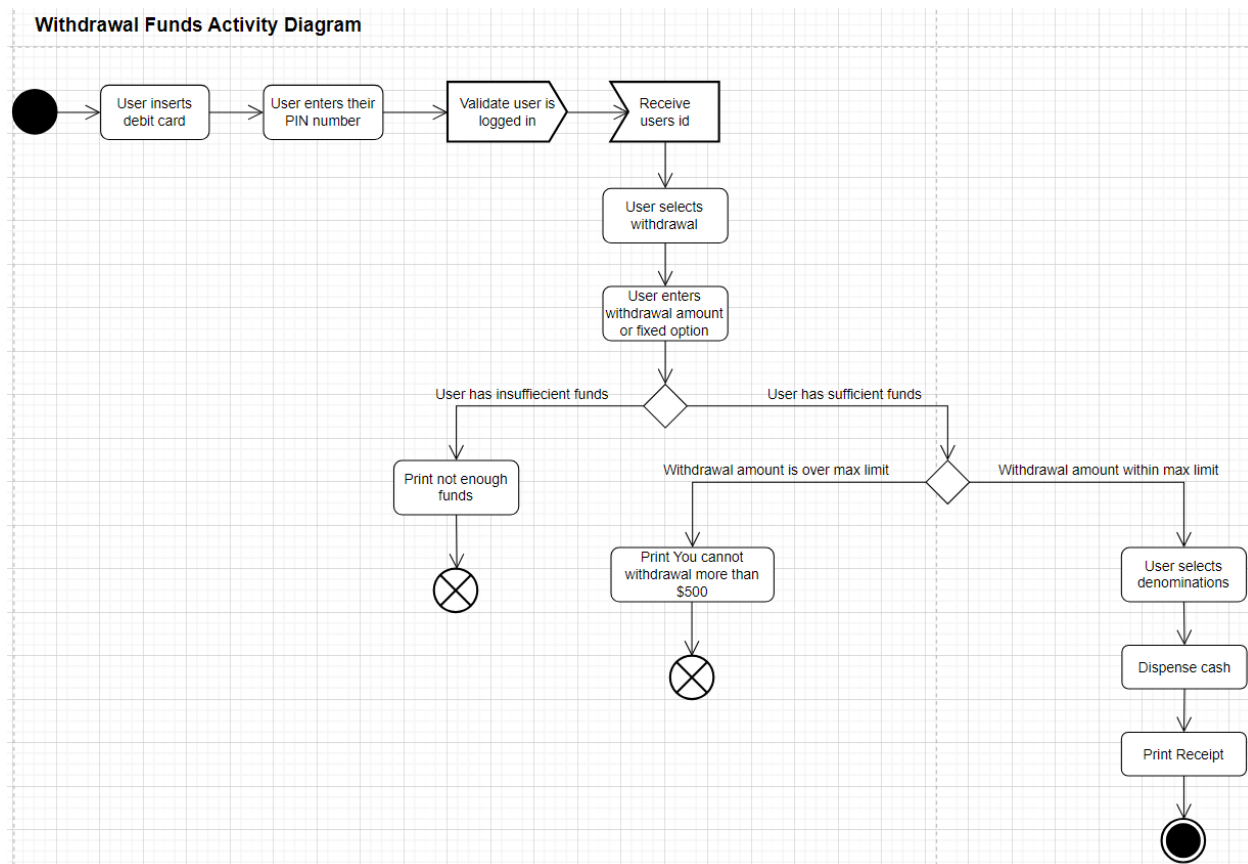 Withdrawal Funds Activity Diagram
User inserts
debit card
User enters their
PIN number
Validate user is
logged in
Receive
users id
User selects
withdrawal
User enters
withdrawal amount
or fixed option
User has insuffiecient funds
User has sufficient funds
Print not enough
funds
Withdrawal amount is over max limit
Withdrawal amount within max limit
Print You cannot
withdrawal more than
$500
User selects
denominations
Dispense cash
Print Receipt